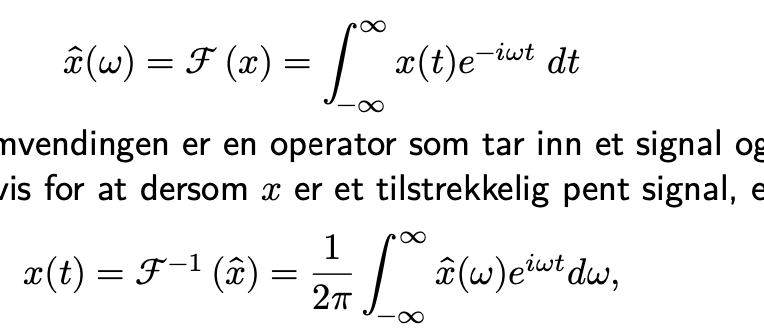 x̂(ω) = ℱ (x) = ∫_{-∞}^{∞} x(t)e^{-iωt} dt
mvendingen er en operator som tar inn et signal og
vis for at dersom x er et tilstrekkelig pent signal, e
x(t) = ℱ^{-1} (x̂) = \frac{1}{2π} ∫_{-∞}^{∞} x̂(ω)e^{iωt}dω,